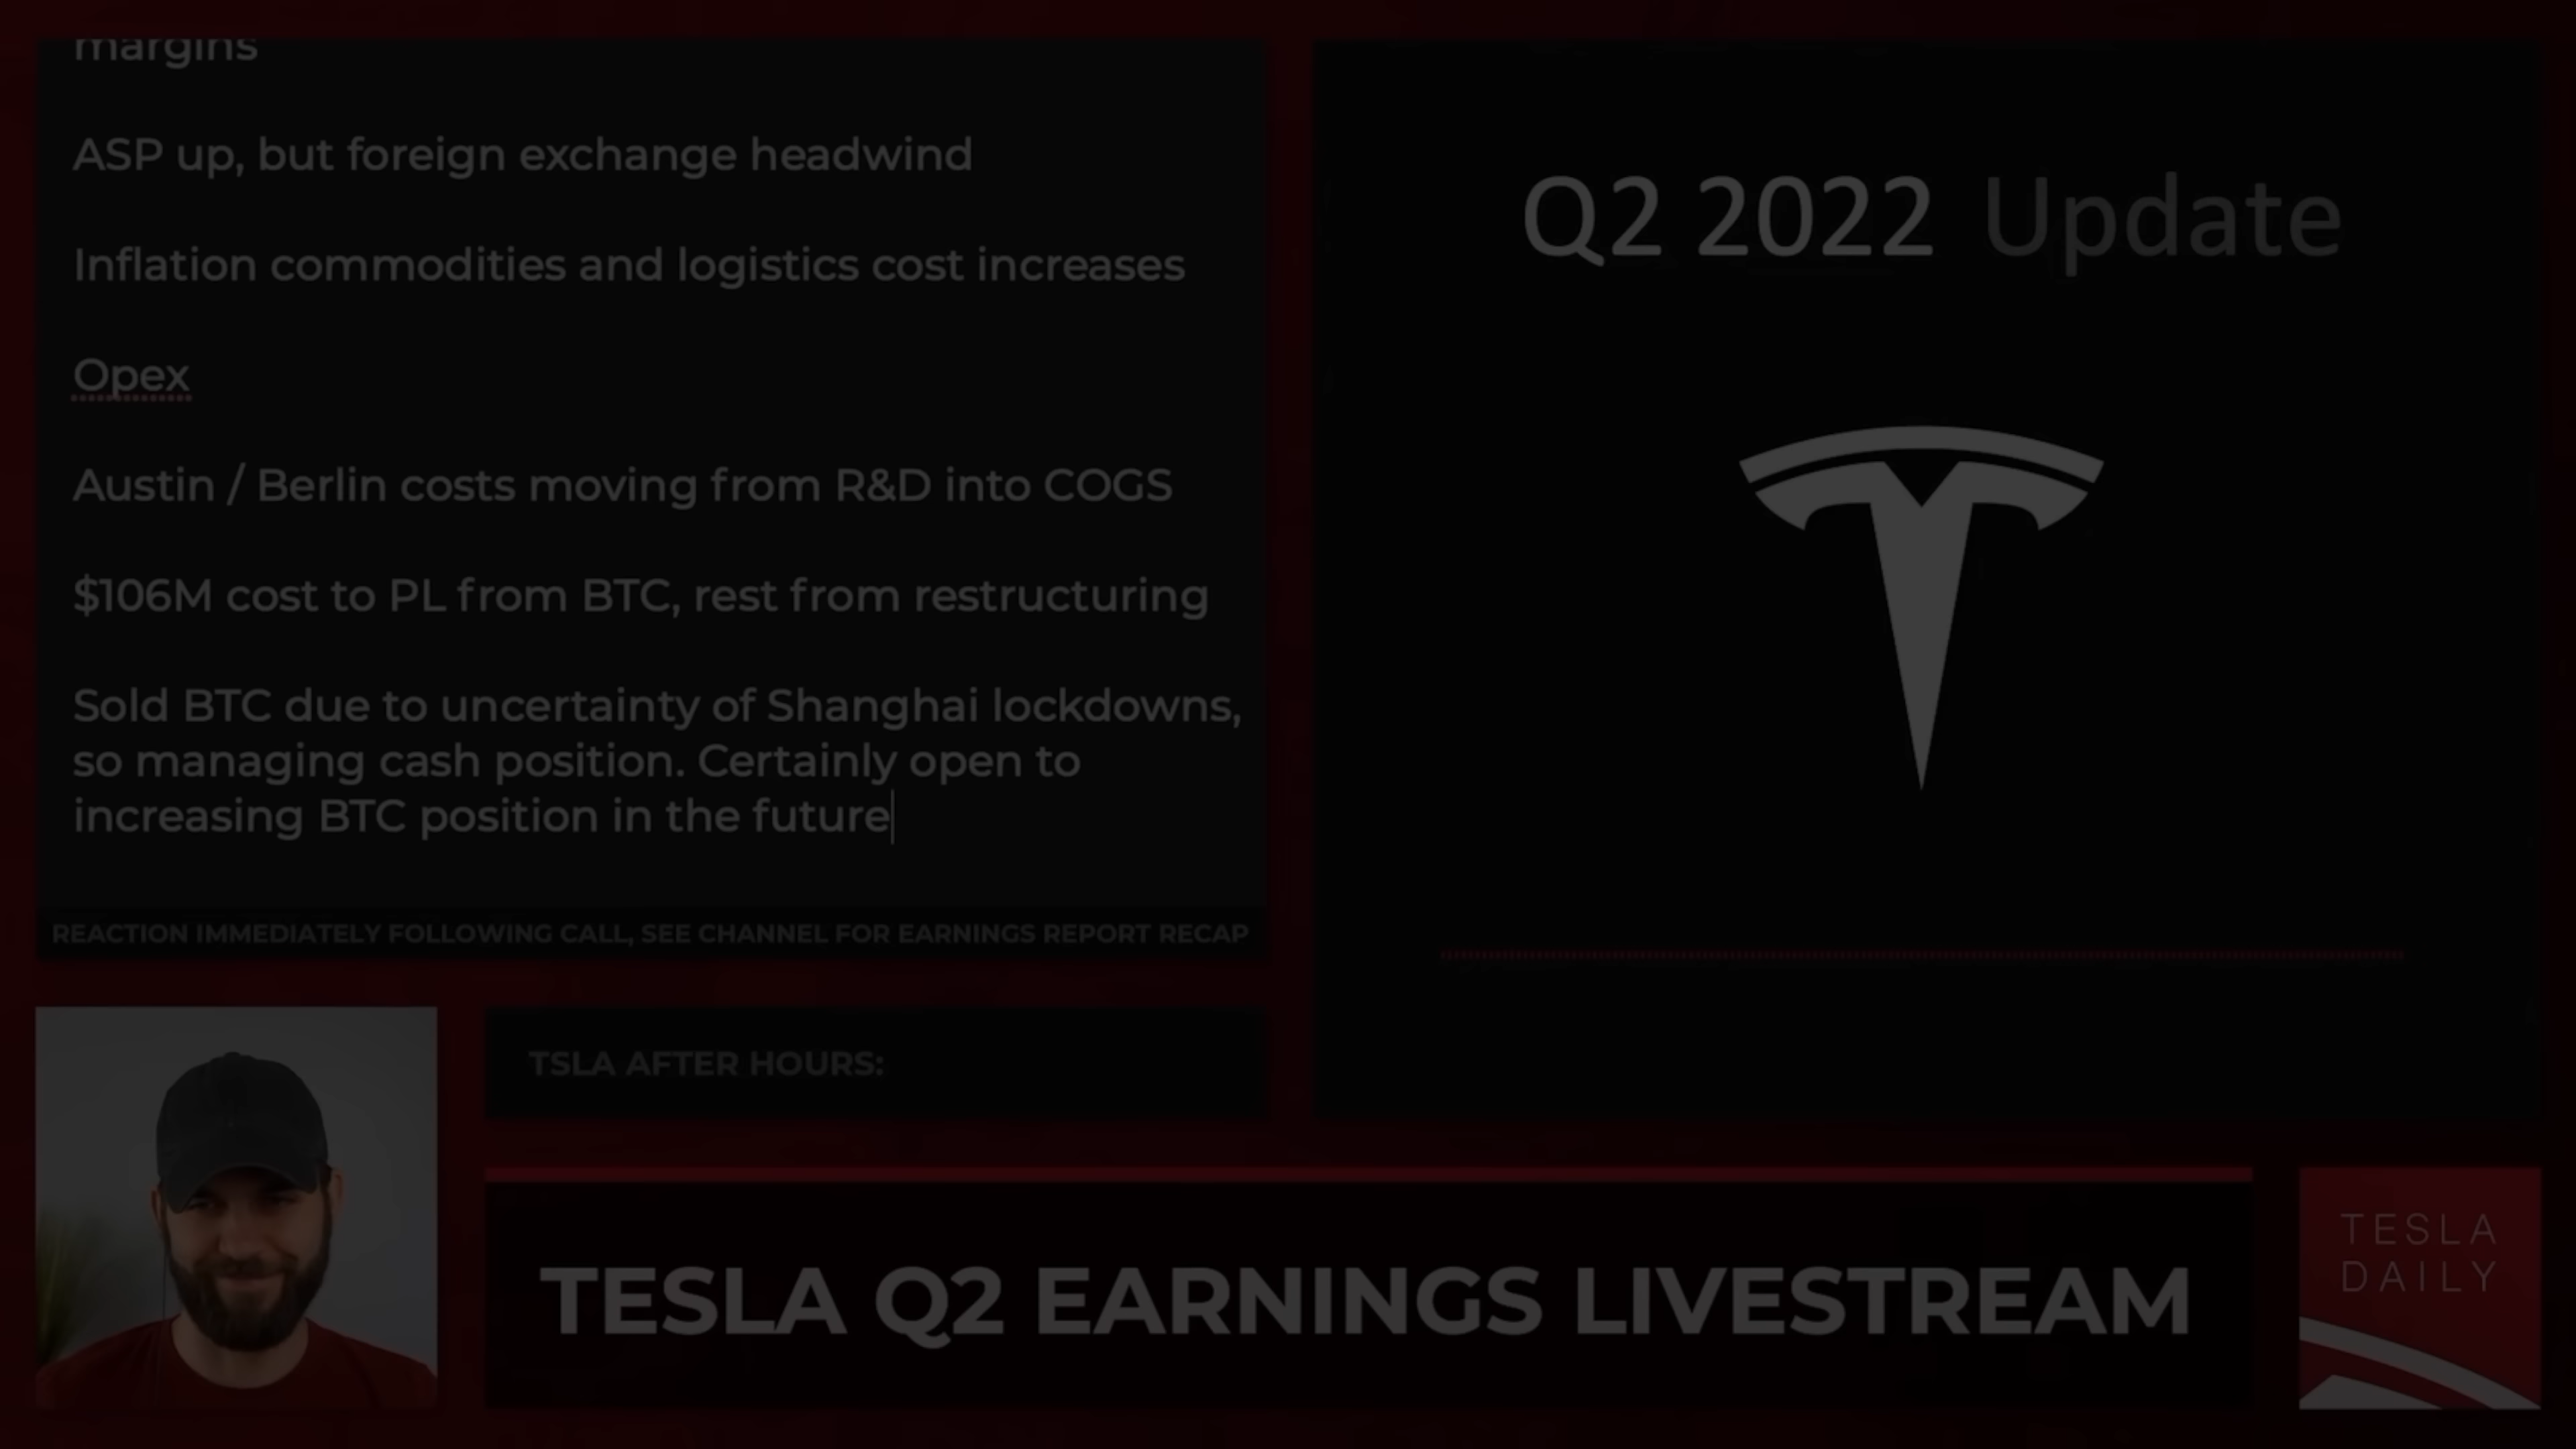 margins
ASP up, but foreign exchange headwind
Inflation commodities and logistics cost increases
Opex
Austin / Berlin costs moving from R&D into COGS
$106M cost to PL from BTC, rest from restructuring
Sold BTC due to uncertainty of Shanghai lockdowns,
so managing cash position. Certainly open to
increasing BTC position in the future
REACTION IMMEDIATELY FOLLOWING CALL, SEE CHANNEL FOR EARNINGS REPORT RECAP
Q2 2022 Update
TSLA AFTER HOURS:
TESLA Q2 EARNINGS LIVESTREAM
TESLA
DAILY